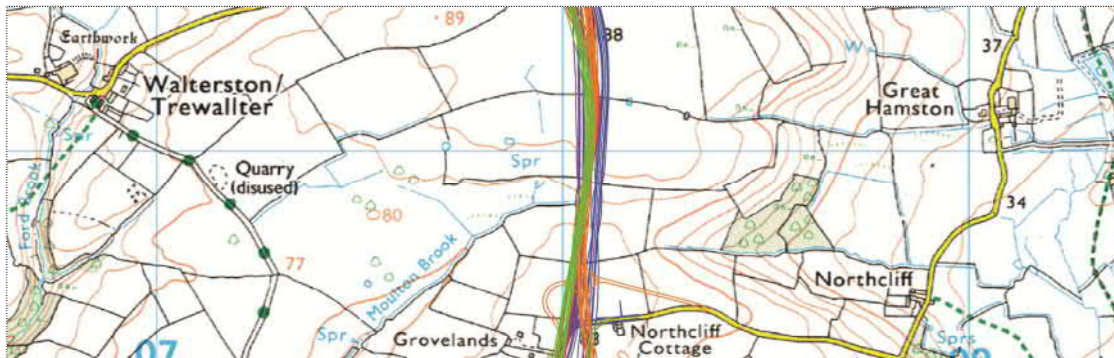 89
Earthwork
38
W
37
Walterston/
Trewallter
Great
Hamston
Spr
Spr
Quarry
(disused)
Ford Brook
80
34
77
Moulton Brook
Northcliff
Spr
Grovelands
Northcliff
Cottage
Sprs
07